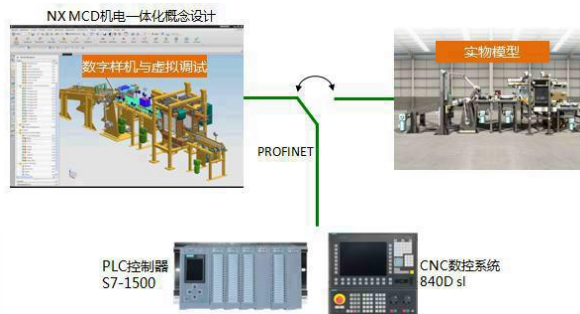 NX MCD机电一体化概念设计
数字样机与虚拟调试
实物模型
PROFINET
PLC控制器
S7-1500
CNC数控系统
840D sl